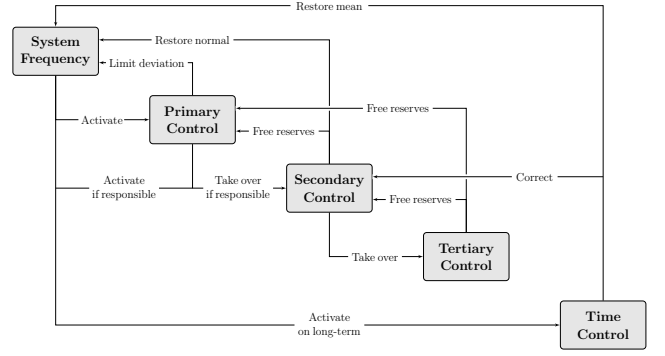 Restore mean
System
Frequency
Restore normal
Limit deviation
Primary
Control
Free reserves
Activate
Free reserves
Secondary
Control
Activate
if responsible
Take over
if responsible
Correct
Free reserves
Tertiary
Control
Take over
Time
Control
Activate
on long-term